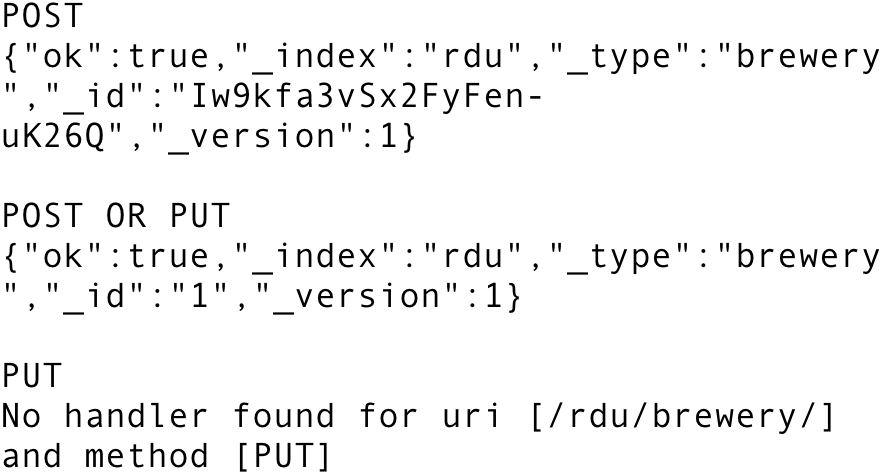 POST
{"ok":true,"_index":"rdu","_type":"brewery
","_id":"Iw9kfa3vSx2FyFen-
uK26Q","_version":1}
POST OR PUT
{"ok":true,"_index":"rdu","_type":"brewery
","_id":"1","_version":1}
PUT
No handler found for uri [/rdu/brewery/]
and method [PUT]